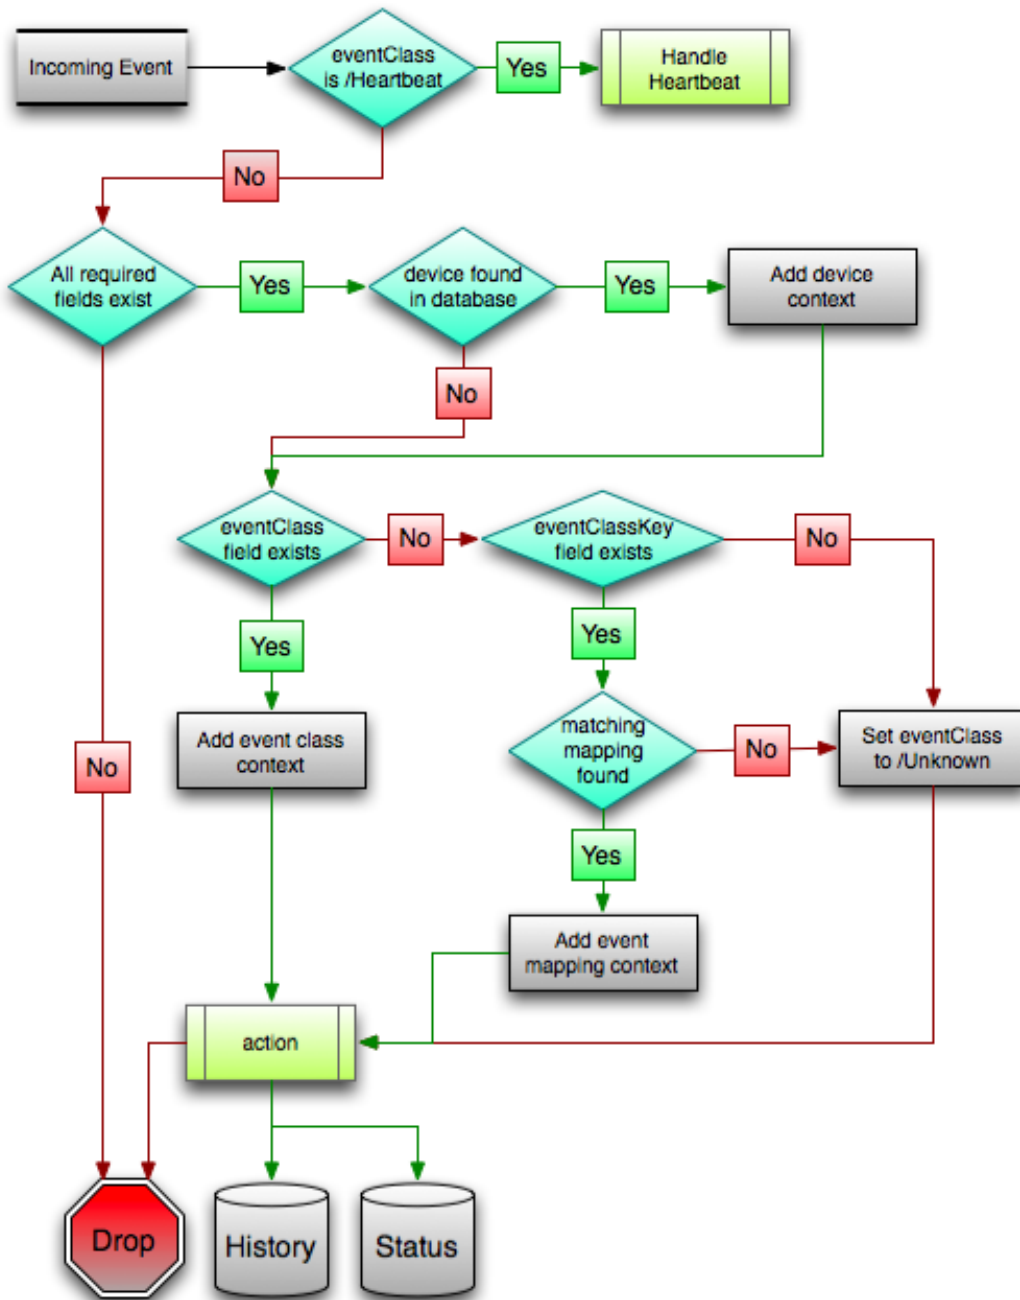 Incoming Event
eventClass
is /Heartbeat
Yes
Handle
Heartbeat
No
All required
fields exist
Yes
device found
in database
Yes
Add device
context
No
eventClass
field exists
No
eventClassKey
field exists
No
Yes
Yes
Add event class
context
matching
mapping
found
No
Set eventClass
to /Unknown
No
Yes
Add event
mapping context
action
Drop
History
Status